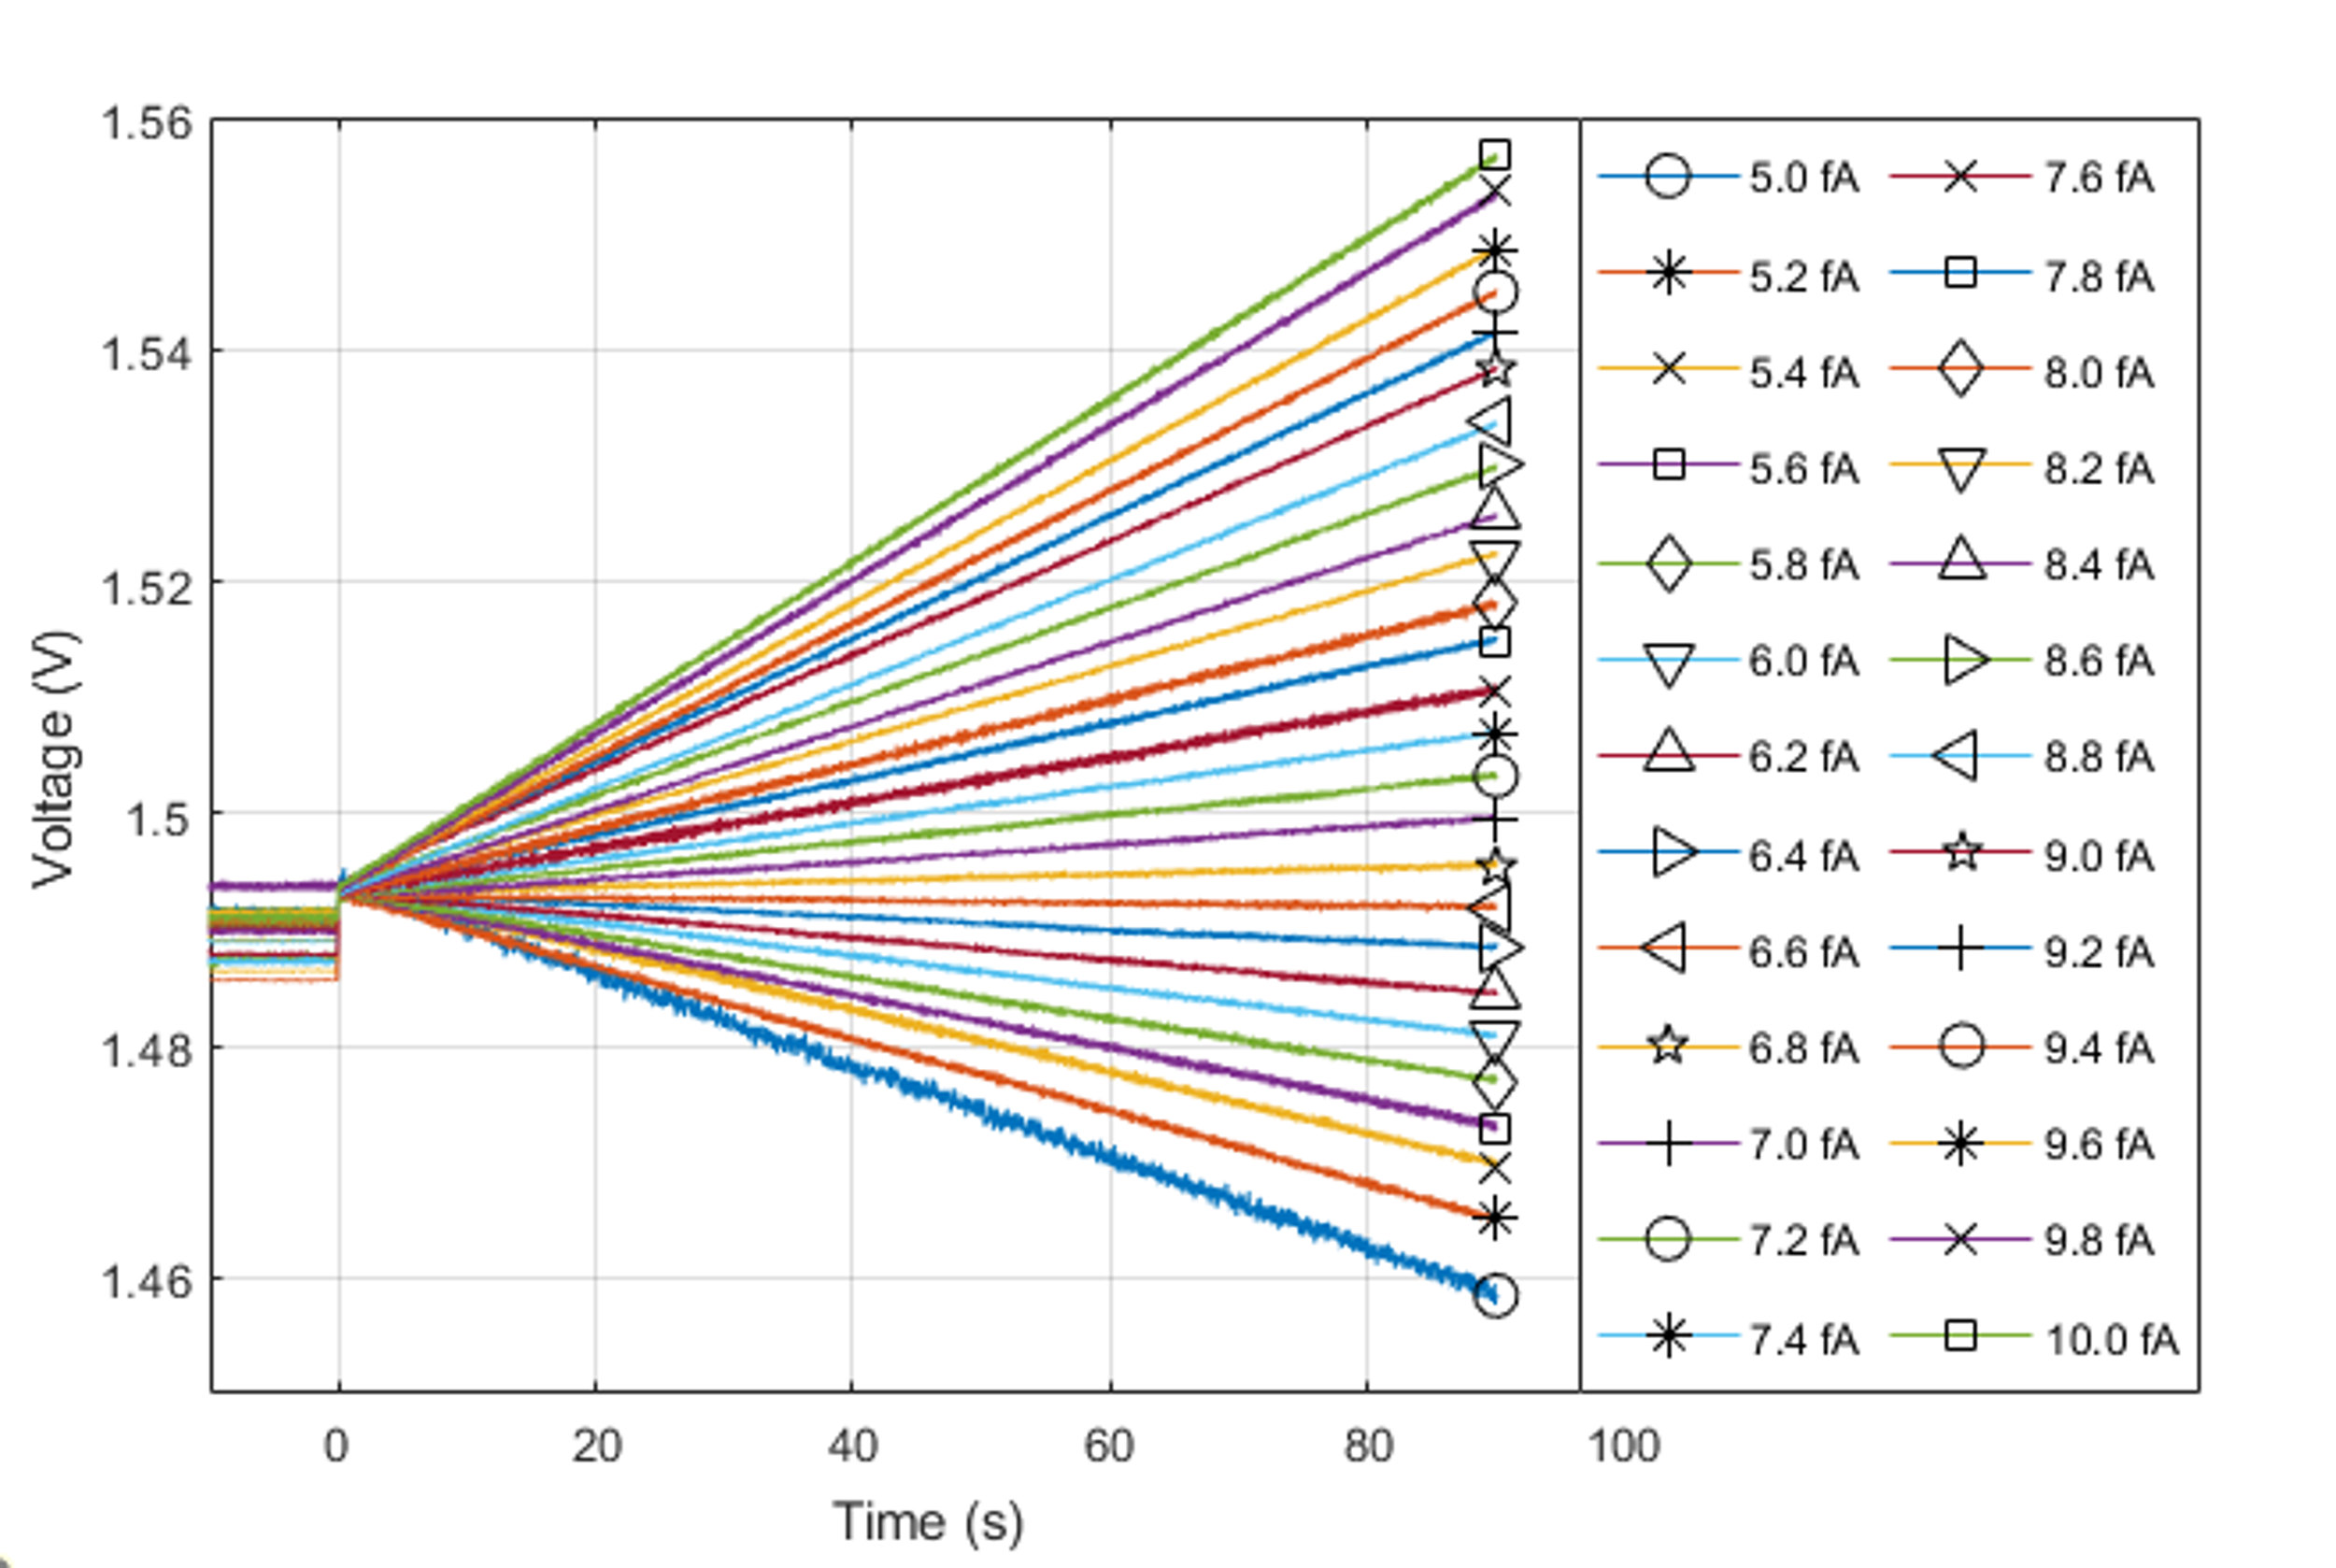 1.56
1.54
1.52
1.5
1.48
1.46
Voltage (V)
0 20 40 60 80 100
Time (s)
5.0 fA 7.6 fA
5.2 fA 7.8 fA
5.4 fA 8.0 fA
5.6 fA 8.2 fA
5.8 fA 8.4 fA
6.0 fA 8.6 fA
6.2 fA 8.8 fA
6.4 fA 9.0 fA
6.6 fA 9.2 fA
6.8 fA 9.4 fA
7.0 fA 9.6 fA
7.2 fA 9.8 fA
7.4 fA 10.0 fA